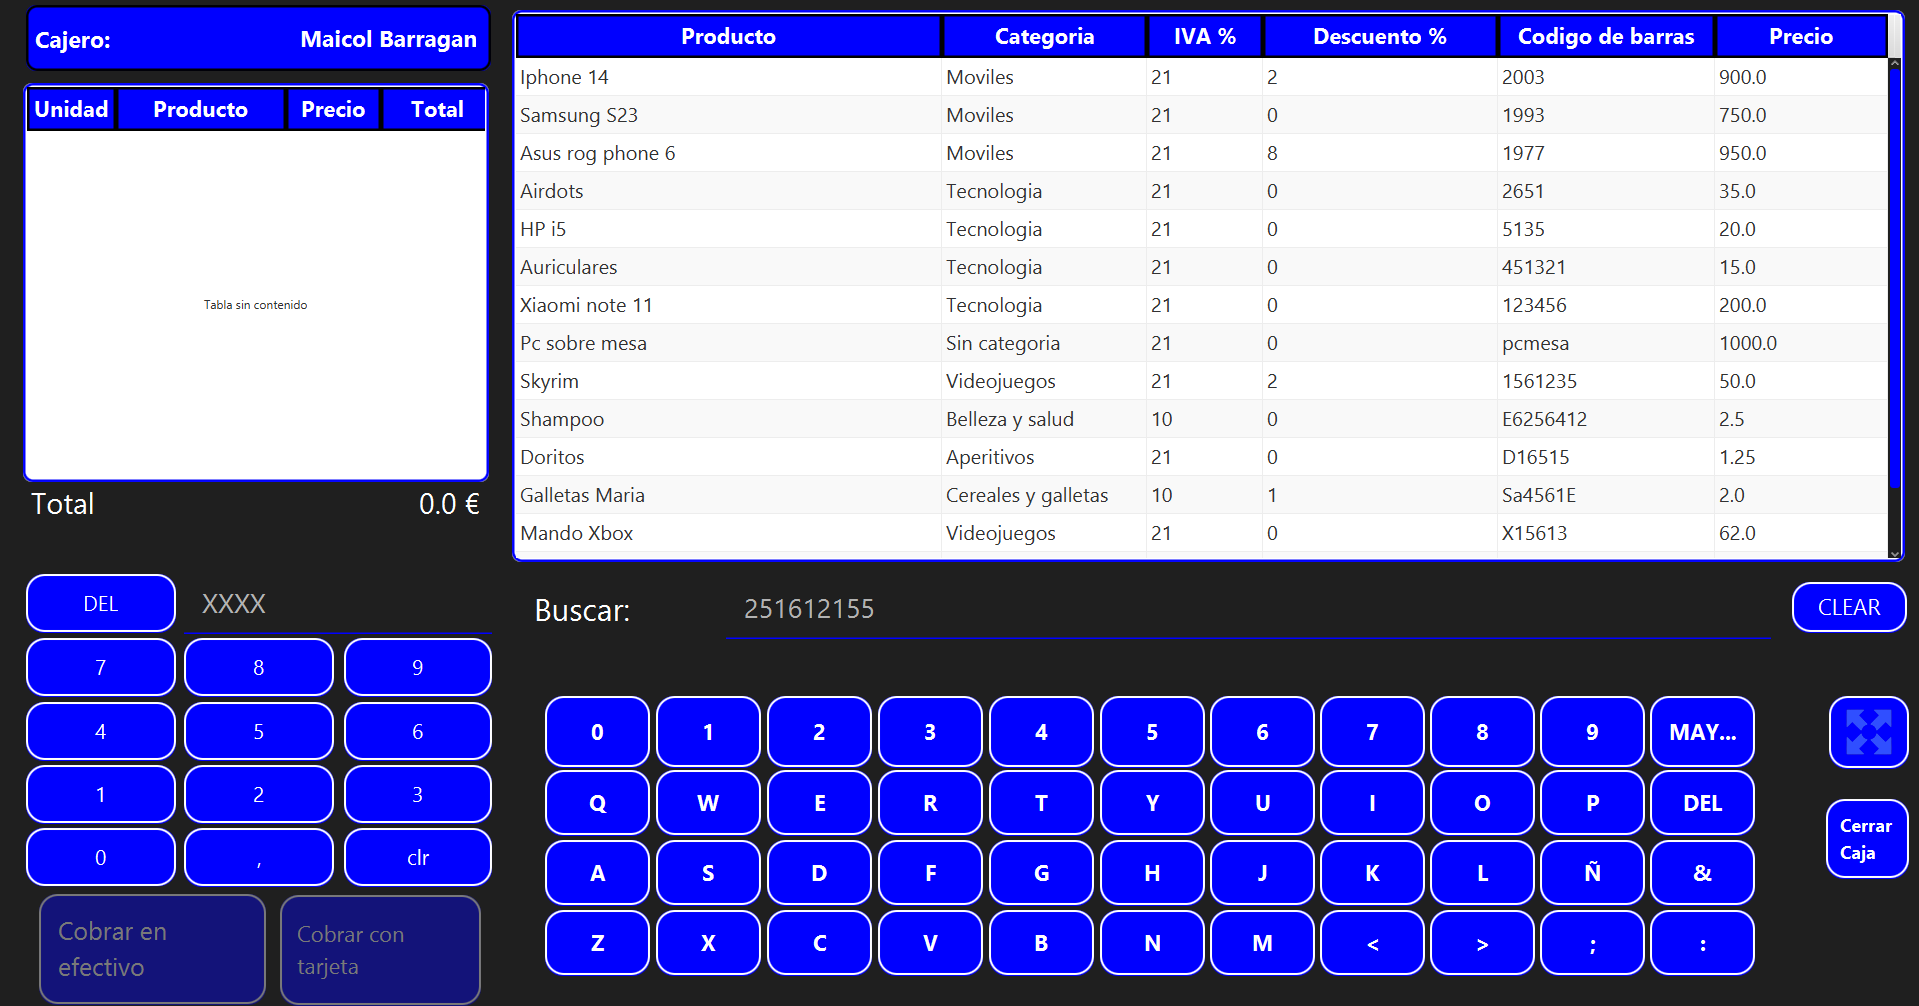 Cajero: Maicol Barragan
Unidad Producto Precio Total
Tabla sin contenido
Total 0.0 €
Producto Categoria IVA % Descuento % Codigo de barras Precio
Iphone 14 Moviles 21 2 2003 900.0
Samsung S23 Moviles 21 0 1993 750.0
Asus rog phone 6 Moviles 21 8 1977 950.0
Airdots Tecnologia 21 0 2651 35.0
HP i5 Tecnologia 21 0 5135 20.0
Auriculares Tecnologia 21 0 451321 15.0
Xiaomi note 11 Tecnologia 21 0 123456 200.0
Pc sobre mesa Sin categoria 21 0 pcmesa 1000.0
Skyrim Videojuegos 21 2 1561235 50.0
Shampoo Belleza y salud 10 0 E6256412 2.5
Doritos Aperitivos 21 0 D16515 1.25
Galletas Maria Cereales y galletas 10 1 Sa4561E 2.0
Mando Xbox Videojuegos 21 0 X15613 62.0
DEL XXXX
7 8 9
4 5 6
1 2 3
0 , clr
Cobrar en
efectivo
Cobrar con
tarjeta
Buscar: 251612155 CLEAR
0 1 2 3 4 5 6 7 8 9 MAY...
Q W E R T Y U I O P DEL
A S D F G H J K L Ñ &
Z X C V B N M < > ; :
Cerrar
Caja